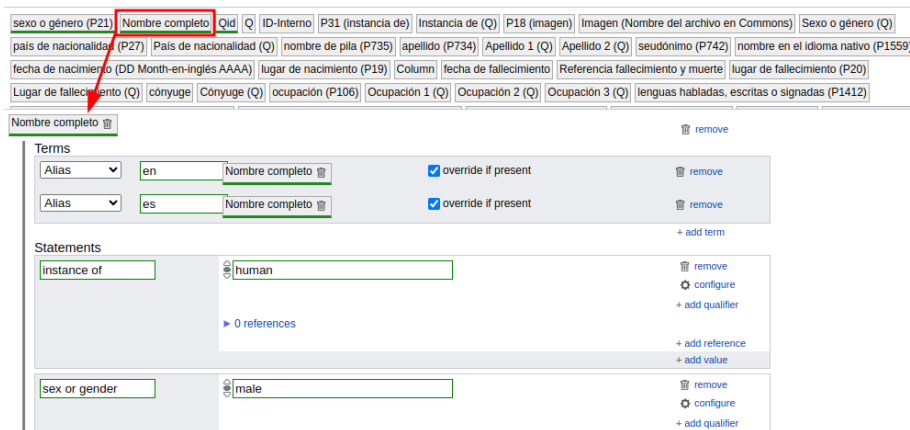 sexo o género (P21) Nombre completo Qid Q ID-Interno P31 (instancia de) Instancia de (Q) P18 (imagen) Imagen (Nombre del archivo en Commons) Sexo o género (Q)
país de nacionalidad (P27) País de nacionalidad (Q) nombre de pila (P735) apellido (P734) Apellido 1 (Q) Apellido 2 (Q) seudónimo (P742) nombre en el idioma nativo (P1559)
fecha de nacimiento (DD Month-en-inglés AAAA) lugar de nacimiento (P19) Column fecha de fallecimiento Referencia fallecimiento y muerte lugar de fallecimiento (P20)
Lugar de fallecimiento (Q) cónyuge Cónyuge (Q) ocupación (P106) Ocupación 1 (Q) Ocupación 2 (Q) Ocupación 3 (Q) lenguas habladas, escritas o signadas (P1412)
Nombre completo remove
Terms
Alias en Nombre completo override if present remove
Alias es Nombre completo override if present remove
+ add term
Statements
instance of human remove
configure
+ add qualifier
0 references
+ add reference
+ add value
sex or gender male remove
configure
+ add qualifier